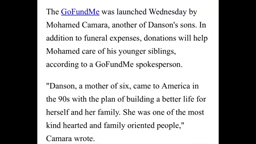 The GoFundMe was launched Wednesday by
Mohamed Camara, another of Danson's sons. In
addition to funeral expenses, donations will help
Mohamed care of his younger siblings,
according to a GoFundMe spokesperson.
"Danson, a mother of six, came to America in
the 90s with the plan of building a better life for
herself and her family. She was one of the most
kind hearted and family oriented people,"
Camara wrote.